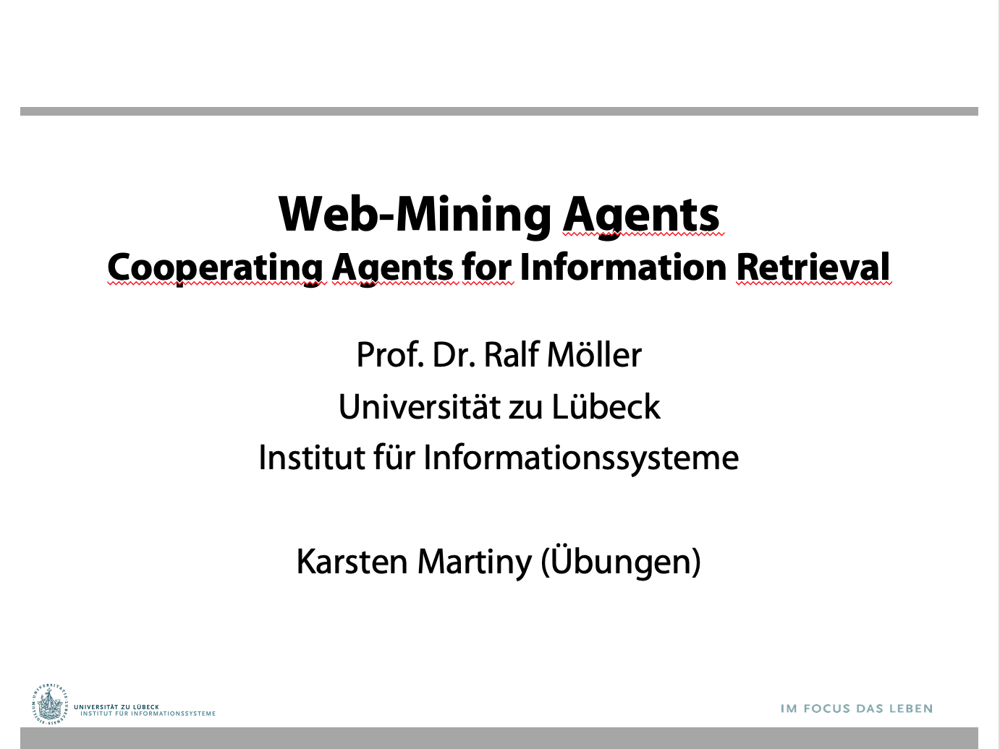 Web-Mining Agents
Cooperating Agents for Information Retrieval
Prof. Dr. Ralf Möller
Universität zu Lübeck
Institut für Informationssysteme
Karsten Martiny (Übungen)
UNIVERSITÄT ZU LÜBECK
INSTITUT FÜR INFORMATIONSSYSTEME
IM FOCUS DAS LEBEN